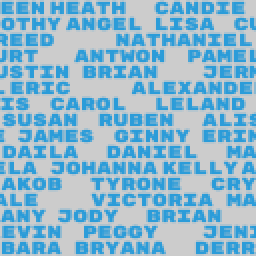 EEN HEATH CANDIE
OTHY ANGEL LISA CU
REED NATHANIEL
URT ANTWON PAMEL
USTIN BRIAN JERM
ERIC ALEXANDE
IS CAROL LELAND
SUSAN RUBEN ALIS
E JAMES GINNY ERIN
DAILA DANIEL MA
ELA JOHANNA KELLY A
AKOB TYRONE CRY
ALE VICTORIA MA
ANY JODY BRIAN
EVIN PEGGY JENI
BARA BRYANA DERR